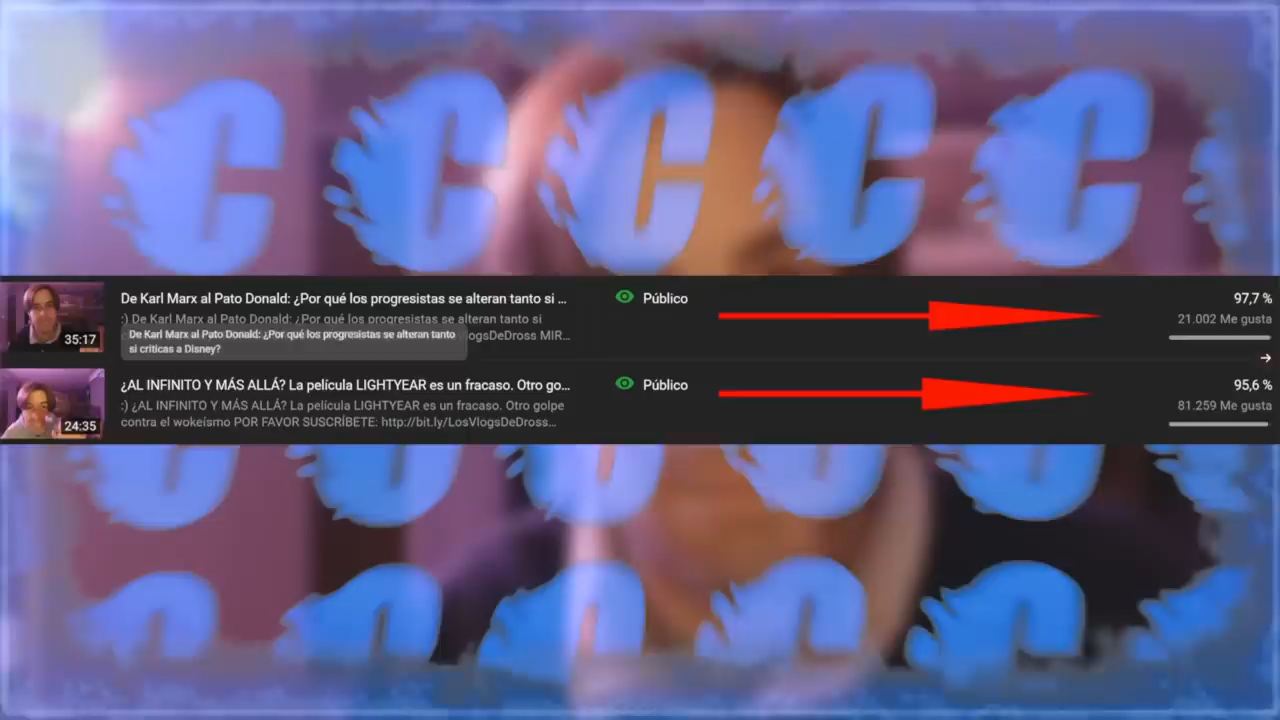 De Karl Marx al Pato Donald: ¿Por qué los progresistas se alteran tanto si ...
:) De Karl Marx al Pato Donald: ¿Por qué los progresistas se alteran tanto si
ogsDeDross MIR...
De Karl Marx al Pato Donald: ¿Por qué los progresistas se alteran tanto
si criticas a Disney?
35:17
Público
97,7 %
21.002 Me gusta
¿AL INFINITO Y MÁS ALLÁ? La película LIGHTYEAR es un fracaso. Otro go...
:) ¿AL INFINITO Y MÁS ALLÁ? La película LIGHTYEAR es un fracaso. Otro golpe
contra el wokeísmo POR FAVOR SUSCRÍBETE: http://bit.ly/LosVlogsDeDross...
24:35
Público
95,6 %
81.259 Me gusta